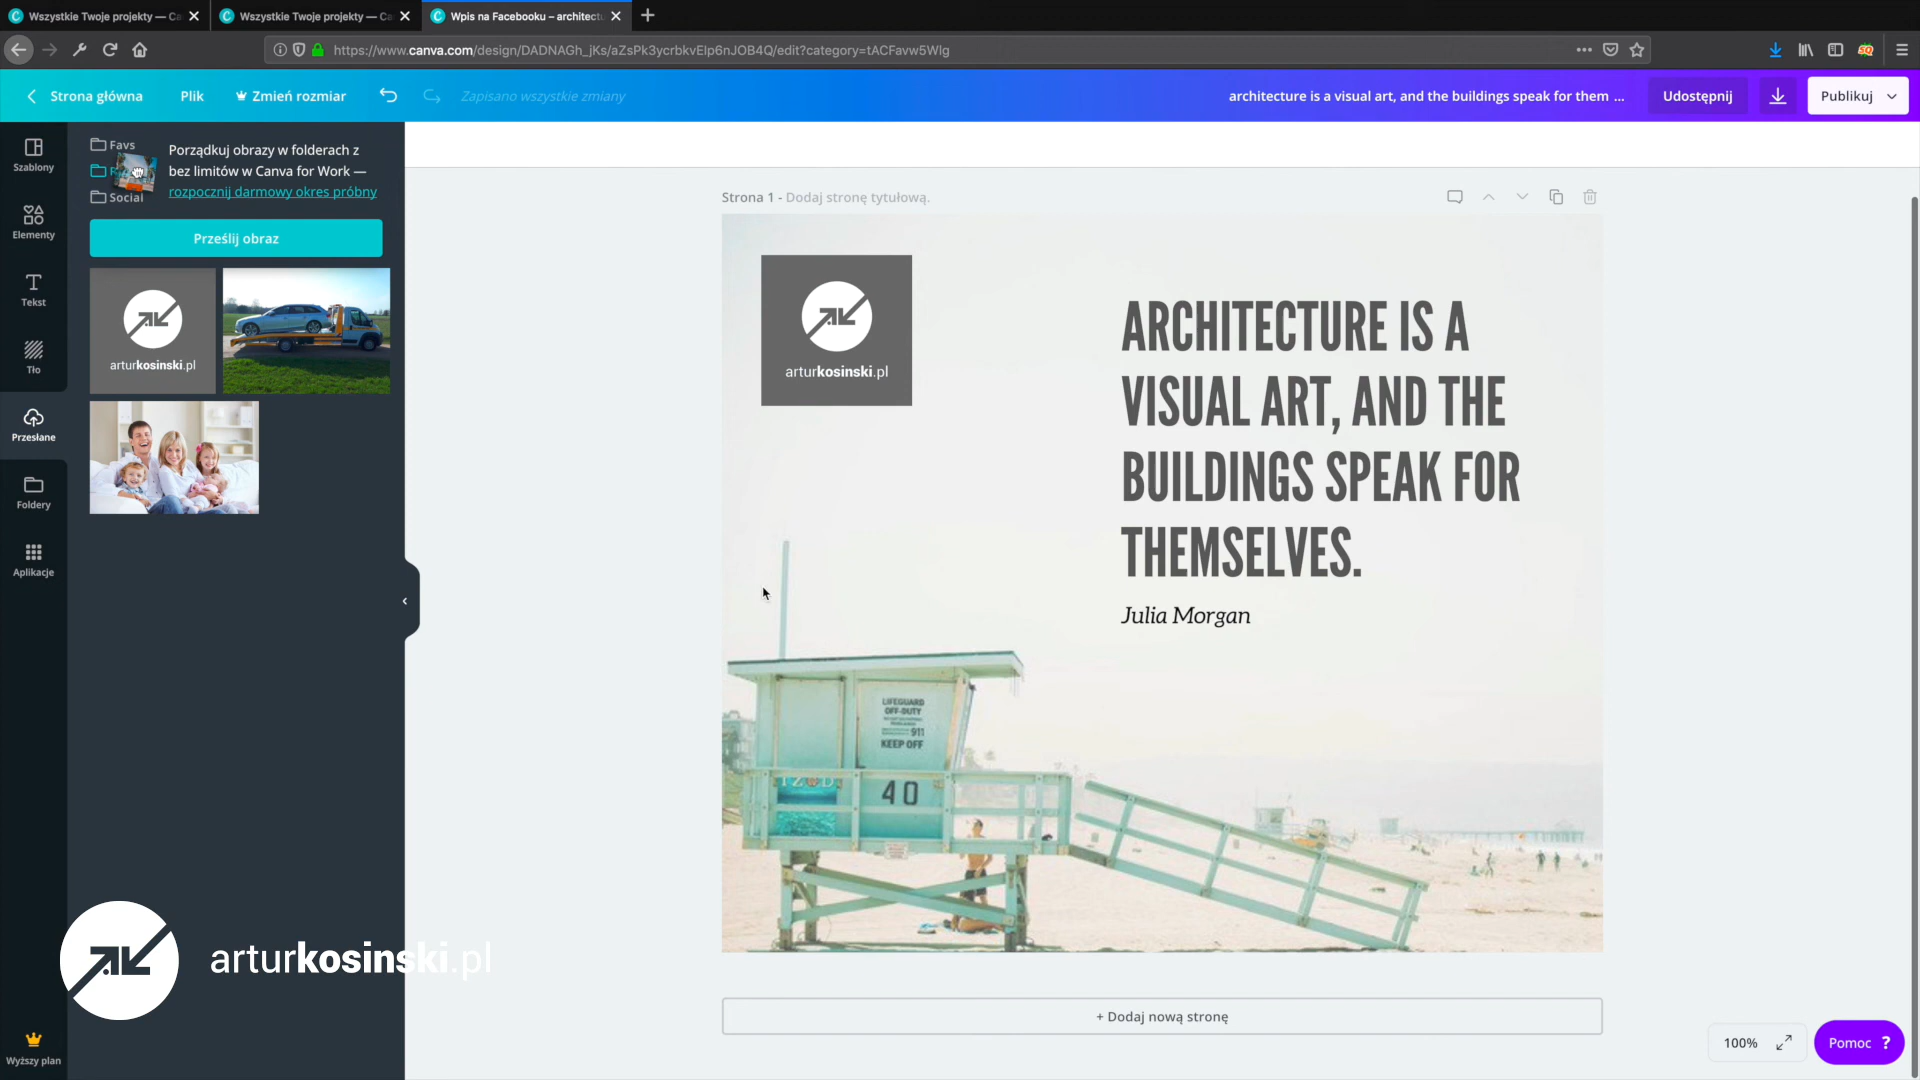 Wszystkie Twoje projekty — Ca
Wszystkie Twoje projekty — Ca
Wpis na Facebooku – architectu
https://www.canva.com/design/DADNAGh_jKs/aZsPk3ycrbkvElp6nJOB4Q/edit?category=tACFavw5WIg
Strona główna
Plik
Zmień rozmiar
Zapisano wszystkie zmiany
architecture is a visual art, and the buildings speak for them ...
Udostępnij
Publikuj
Szablony
Elementy
Tekst
Tło
Przesłane
Foldery
Aplikacje
Wyższy plan
Favs
Social
Porządkuj obrazy w folderach z
bez limitów w Canva for Work —
rozpocznij darmowy okres próbny
Prześlij obraz
arturkosinski.pl
Strona 1 - Dodaj stronę tytułową.
arturkosinski.pl
ARCHITECTURE IS A
VISUAL ART, AND THE
BUILDINGS SPEAK FOR
THEMSELVES.
Julia Morgan
LIFEGUARD
OFF-DUTY
911
KEEP OFF
IZOD
40
arturkosinski.pl
+ Dodaj nową stronę
100%
Pomoc ?